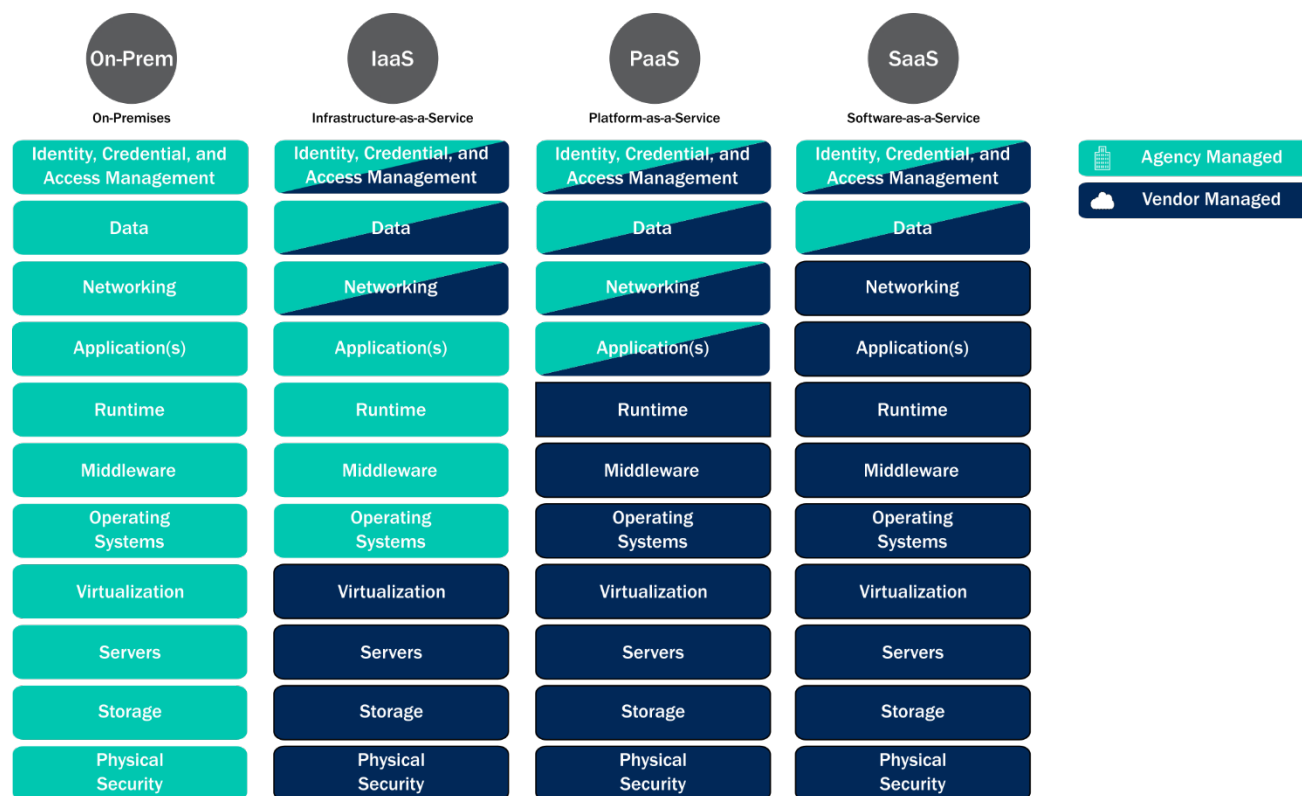 On-Prem
IaaS
PaaS
SaaS
On-Premises
Infrastructure-as-a-Service
Platform-as-a-Service
Software-as-a-Service
Identity, Credential, and
Access Management
Identity, Credential, and
Access Management
Identity, Credential, and
Access Management
Identity, Credential, and
Access Management
Agency Managed
Vendor Managed
Data
Data
Data
Data
Networking
Networking
Networking
Networking
Application(s)
Application(s)
Application(s)
Application(s)
Runtime
Runtime
Runtime
Runtime
Middleware
Middleware
Middleware
Middleware
Operating
Systems
Operating
Systems
Operating
Systems
Operating
Systems
Virtualization
Virtualization
Virtualization
Virtualization
Servers
Servers
Servers
Servers
Storage
Storage
Storage
Storage
Physical
Security
Physical
Security
Physical
Security
Physical
Security